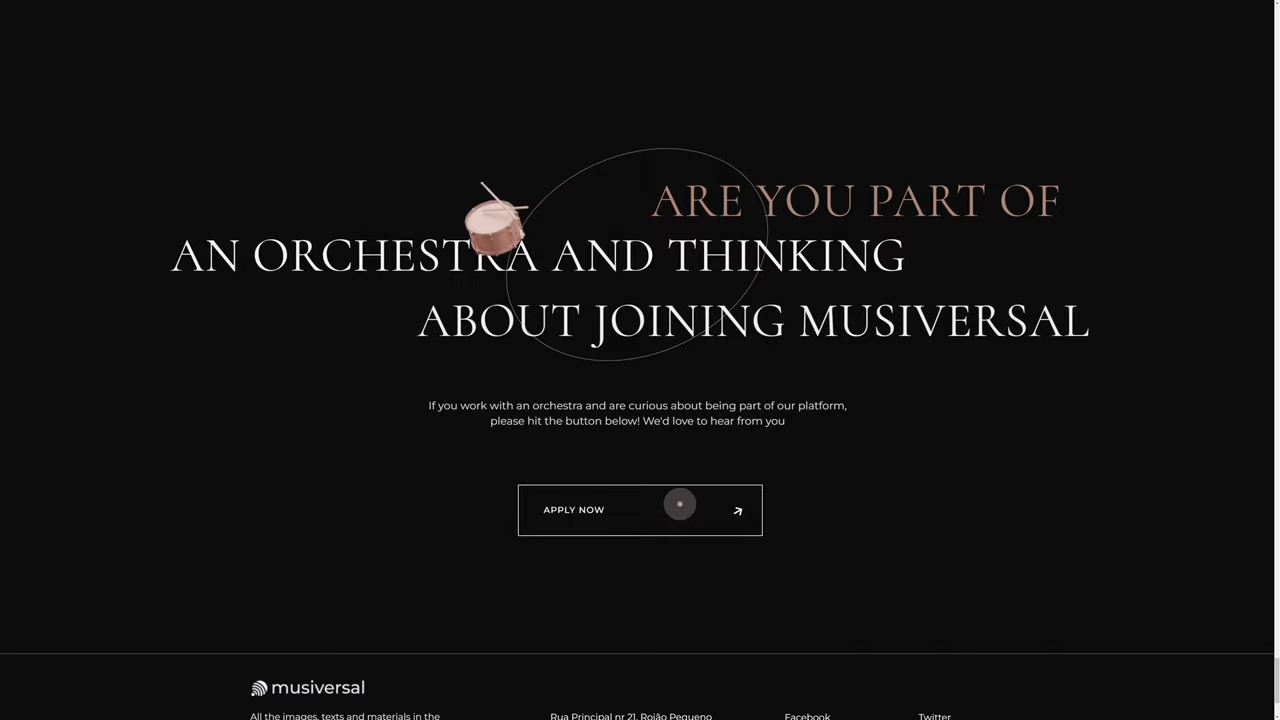 ARE YOU PART OF
AN ORCHESTRA AND THINKING
ABOUT JOINING MUSIVERSAL
If you work with an orchestra and are curious about being part of our platform,
please hit the button below! We'd love to hear from you
APPLY NOW
musiversal
All the images, texts and materials in the
Rua Principal nr 21, Rojão Pequeno
Facebook
Twitter